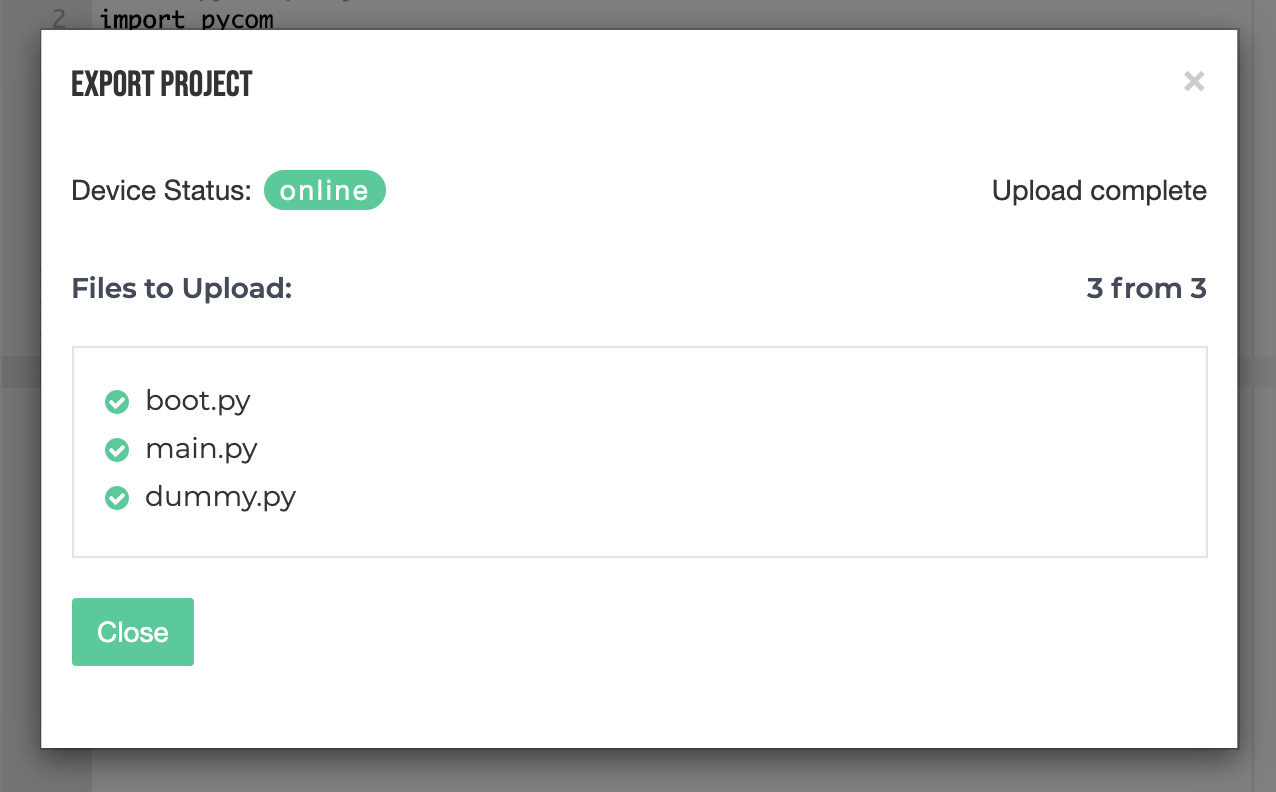 2 import pycom
EXPORT PROJECT ×
Device Status: online Upload complete
Files to Upload: 3 from 3
boot.py
main.py
dummy.py
Close